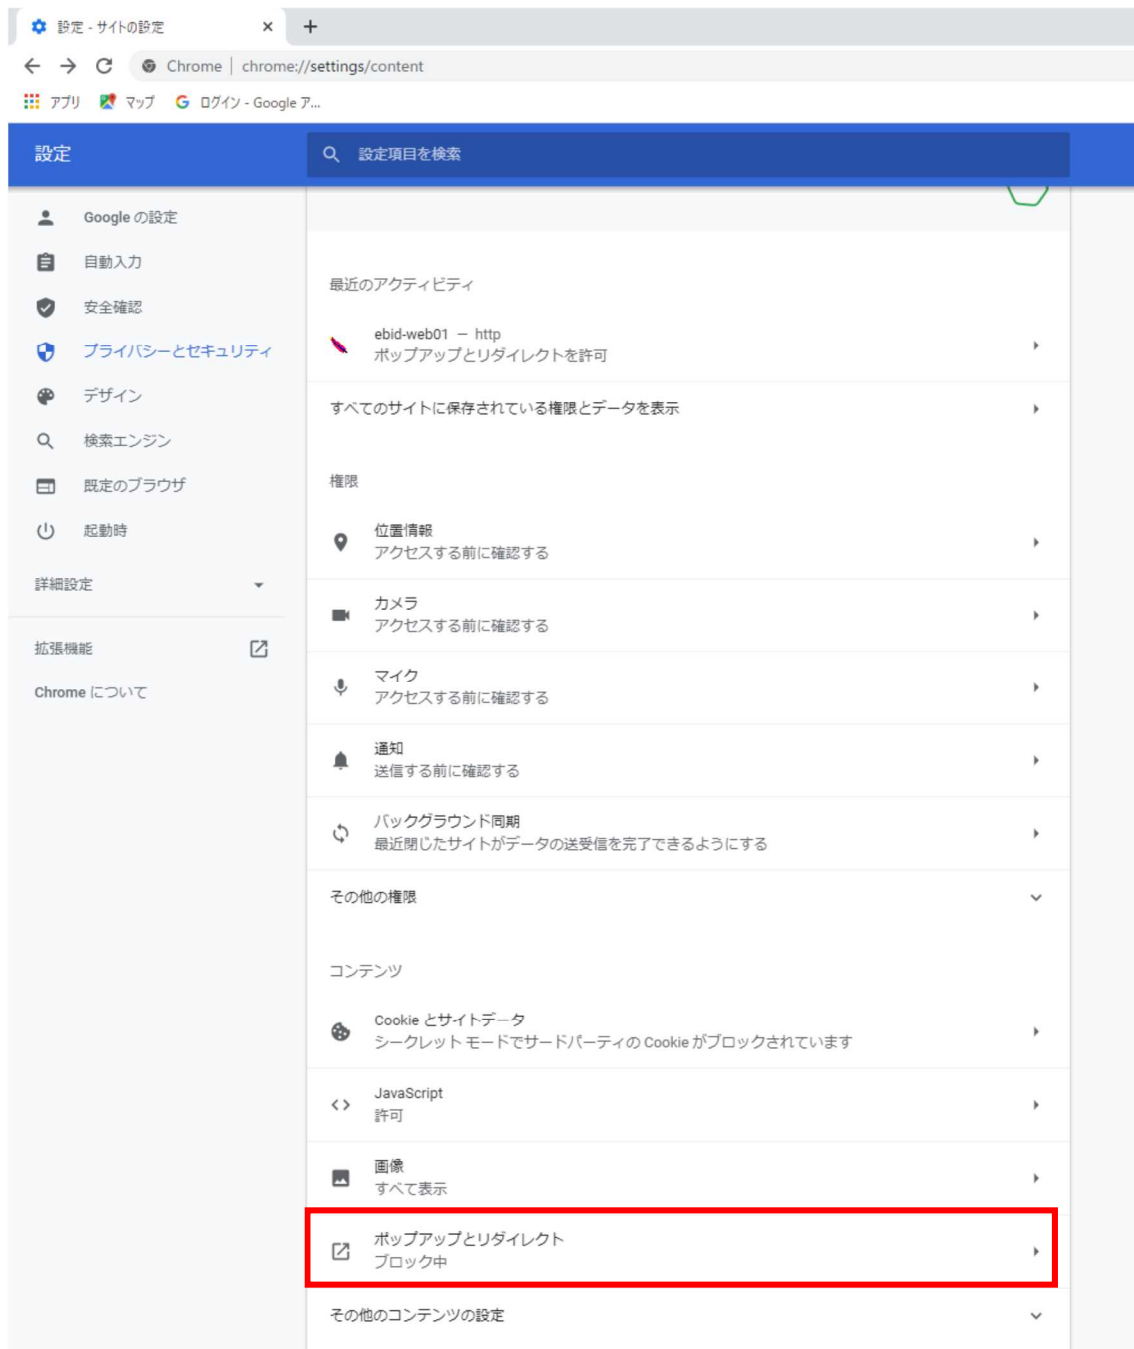 設定 - サイトの設定
Chrome | chrome://settings/content
アプリ マップ ログイン - Google ア...
設定
設定項目を検索
Google の設定
自動入力
安全確認
プライバシーとセキュリティ
デザイン
検索エンジン
既定のブラウザ
起動時
詳細設定
拡張機能
Chrome について
最近のアクティビティ
ebid-web01 — http
ポップアップとリダイレクトを許可
すべてのサイトに保存されている権限とデータを表示
権限
位置情報
アクセスする前に確認する
カメラ
アクセスする前に確認する
マイク
アクセスする前に確認する
通知
送信する前に確認する
バックグラウンド同期
最近閉じたサイトがデータの送受信を完了できるようにする
その他の権限
コンテンツ
Cookie とサイトデータ
シークレット モードでサードパーティの Cookie がブロックされています
JavaScript
許可
画像
すべて表示
ポップアップとリダイレクト
ブロック中
その他のコンテンツの設定